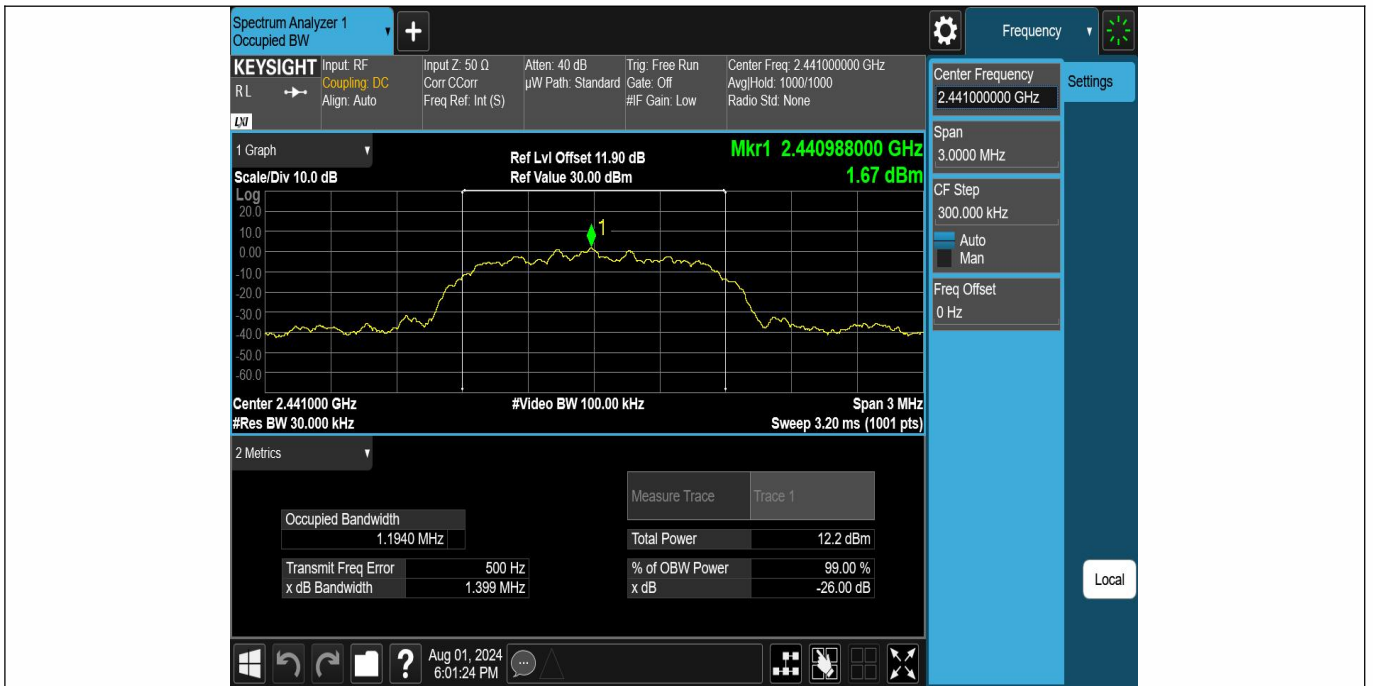 Spectrum Analyzer 1
Occupied BW
+
Frequency
KEYSIGHT
RL
LXI
Input: RF
Coupling: DC
Align: Auto
Input Z: 50 Ω
Corr CCorr
Freq Ref: Int (S)
Atten: 40 dB
µW Path: Standard
Trig: Free Run
Gate: Off
#IF Gain: Low
Center Freq: 2.441000000 GHz
Avg|Hold: 1000/1000
Radio Std: None
Center Frequency
2.441000000 GHz
Settings
Span
3.0000 MHz
CF Step
300.000 kHz
Auto
Man
Freq Offset
0 Hz
Local
1 Graph
Scale/Div 10.0 dB
Ref Lvl Offset 11.90 dB
Ref Value 30.00 dBm
Mkr1 2.440988000 GHz
1.67 dBm
Log
20.0
10.0
0.00
-10.0
-20.0
-30.0
-40.0
-50.0
-60.0
1
Center 2.441000 GHz
#Video BW 100.00 kHz
Span 3 MHz
#Res BW 30.000 kHz
Sweep 3.20 ms (1001 pts)
2 Metrics
Measure Trace Trace 1
Occupied Bandwidth
1.1940 MHz
Total Power 12.2 dBm
Transmit Freq Error 500 Hz
% of OBW Power 99.00 %
x dB Bandwidth 1.399 MHz
x dB -26.00 dB
?
Aug 01, 2024
6:01:24 PM